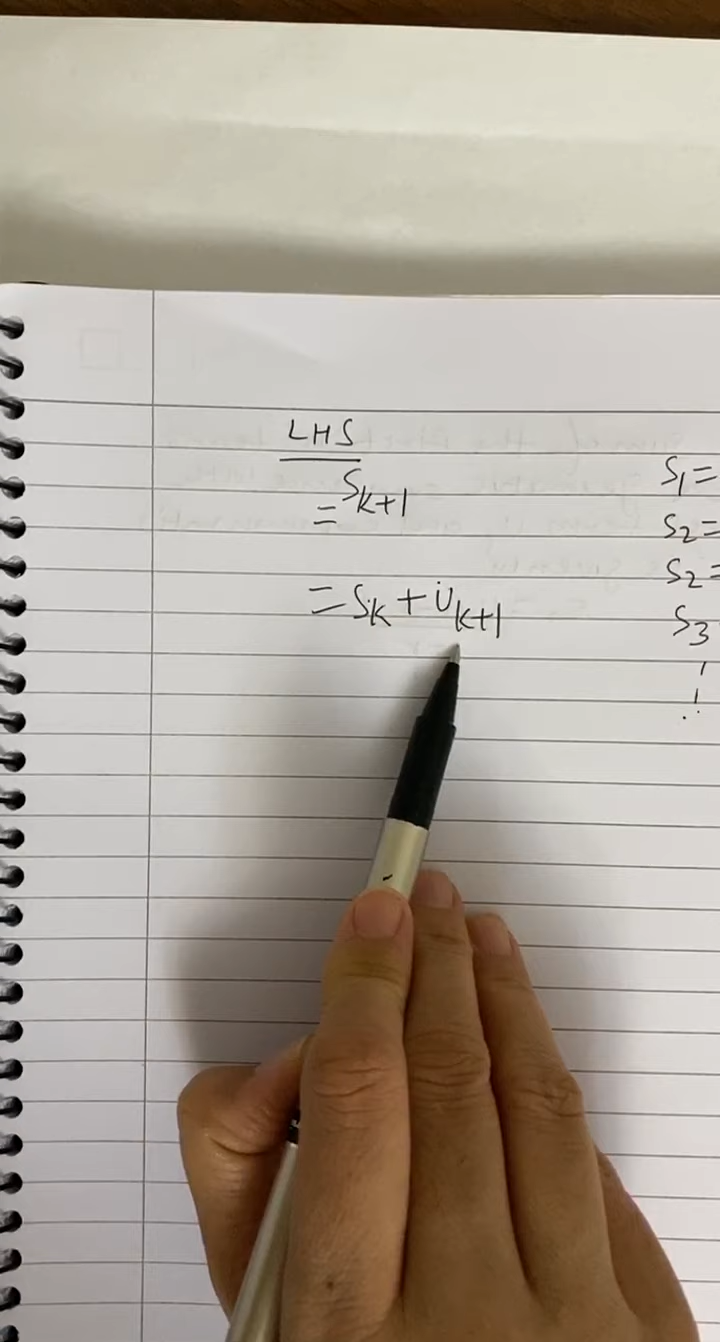 LHS
= S_{k+1}
= S_k + U_{k+1}
S_1 =
S_2 =
S_2 =
S_3